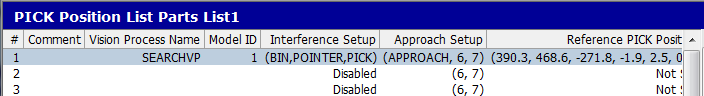 PICK Position List Parts List1
# Comment Vision Process Name Model ID Interference Setup Approach Setup Reference PICK Posit
1 SEARCHVP 1 (BIN,POINTER,PICK) (APPROACH, 6, 7) (390.3, 468.6, -271.8, -1.9, 2.5, 0
2 Disabled (6, 7) Not S
3 Disabled (6, 7) Not S